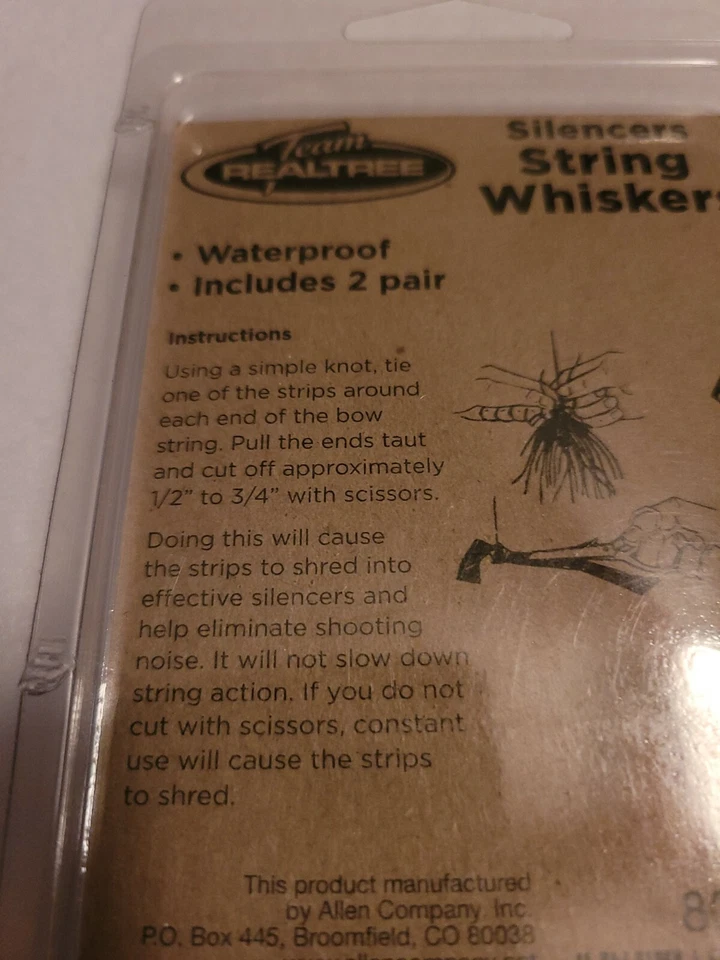 Team
REALTREE
Silencers
String
Whiskers
• Waterproof
• Includes 2 pair
Instructions
Using a simple knot, tie
one of the strips around
each end of the bow
string. Pull the ends taut
and cut off approximately
1/2" to 3/4" with scissors.
Doing this will cause
the strips to shred into
effective silencers and
help eliminate shooting
noise. It will not slow down
string action. If you do not
cut with scissors, constant
use will cause the strips
to shred.
This product manufactured
by Allen Company, Inc.
P.O. Box 445, Broomfield, CO 80038